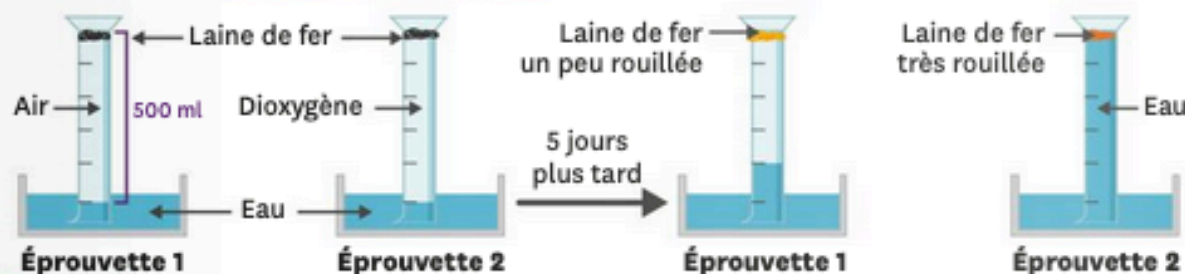 Laine de fer
Air
500 ml
Dioxygène
Eau
Éprouvette 1
Éprouvette 2
5 jours
plus tard
Laine de fer
un peu rouillée
Éprouvette 1
Laine de fer
très rouillée
Eau
Éprouvette 2